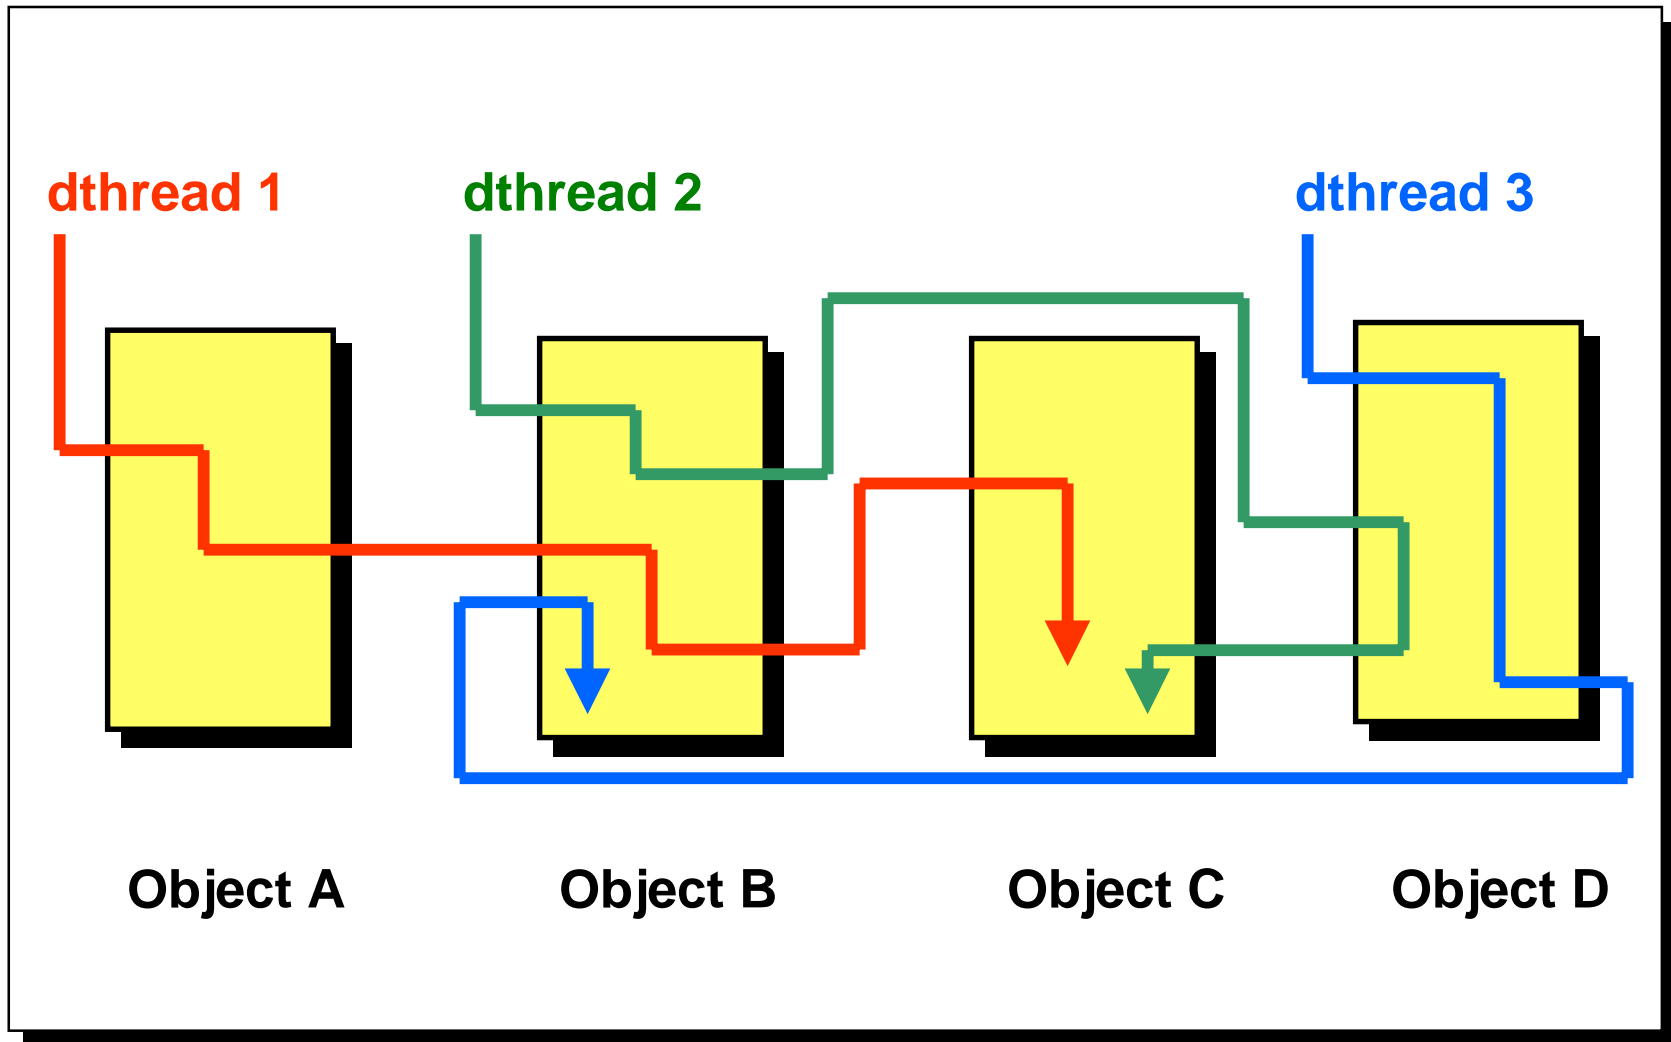 dthread 1
dthread 2
dthread 3
Object A
Object B
Object C
Object D